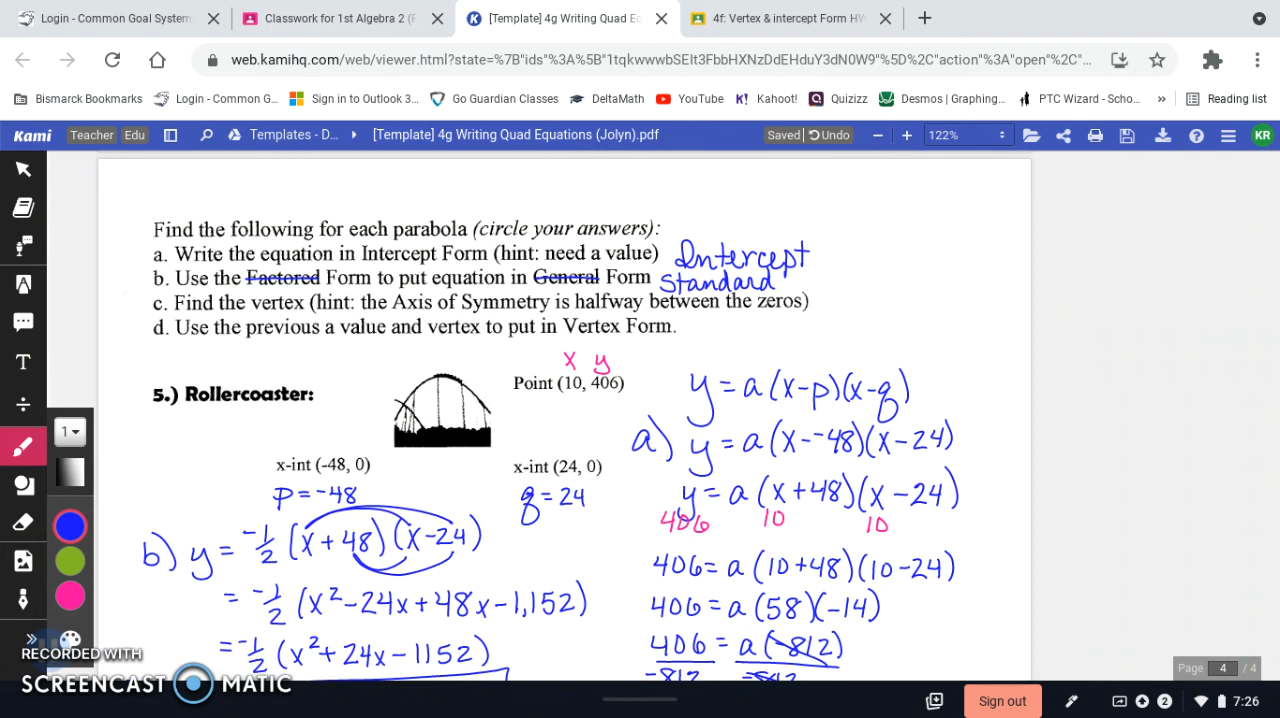 Login - Common Goal System
Classwork for 1st Algebra 2 (F
[Template] 4g Writing Quad Ec
4f: Vertex & intercept Form HW
web.kamihq.com/web/viewer.html?state=%7B"ids"%3A%5B"1tqkwwwbSEIt3FbbHXNzDdEHduY3dN0W9"%5D%2C"action"%3A"open"%2C"...
Bismarck Bookmarks
Login - Common G...
Sign in to Outlook 3...
Go Guardian Classes
DeltaMath
YouTube
Kahoot!
Quizizz
Desmos | Graphing...
PTC Wizard - Scho...
»
Reading list
Kami Teacher Edu
Templates - D...
[Template] 4g Writing Quad Equations (Jolyn).pdf
Saved Undo
122%
KR
Find the following for each parabola (circle your answers):
a. Write the equation in Intercept Form (hint: need a value) Intercept
b. Use the Factored Form to put equation in General Form Standard
c. Find the vertex (hint: the Axis of Symmetry is halfway between the zeros)
d. Use the previous a value and vertex to put in Vertex Form.
x y
5.) Rollercoaster:
Point (10, 406)
y = a(x-p)(x-q)
a) y = a(x--48)(x-24)
x-int (-48, 0)
x-int (24, 0)
p = -48
q = 24
y = a(x+48)(x-24)
406 10 10
b) y = -1/2 (x+48)(x-24)
406 = a(10+48)(10-24)
= -1/2 (x²-24x+48x-1,152)
406 = a(58)(-14)
= -1/2 (x²+24x-1152)
406 = a(-812)
-812 -812
1
RECORDED WITH
SCREENCAST MATIC
Page 4 / 4
Sign out
2
7:26